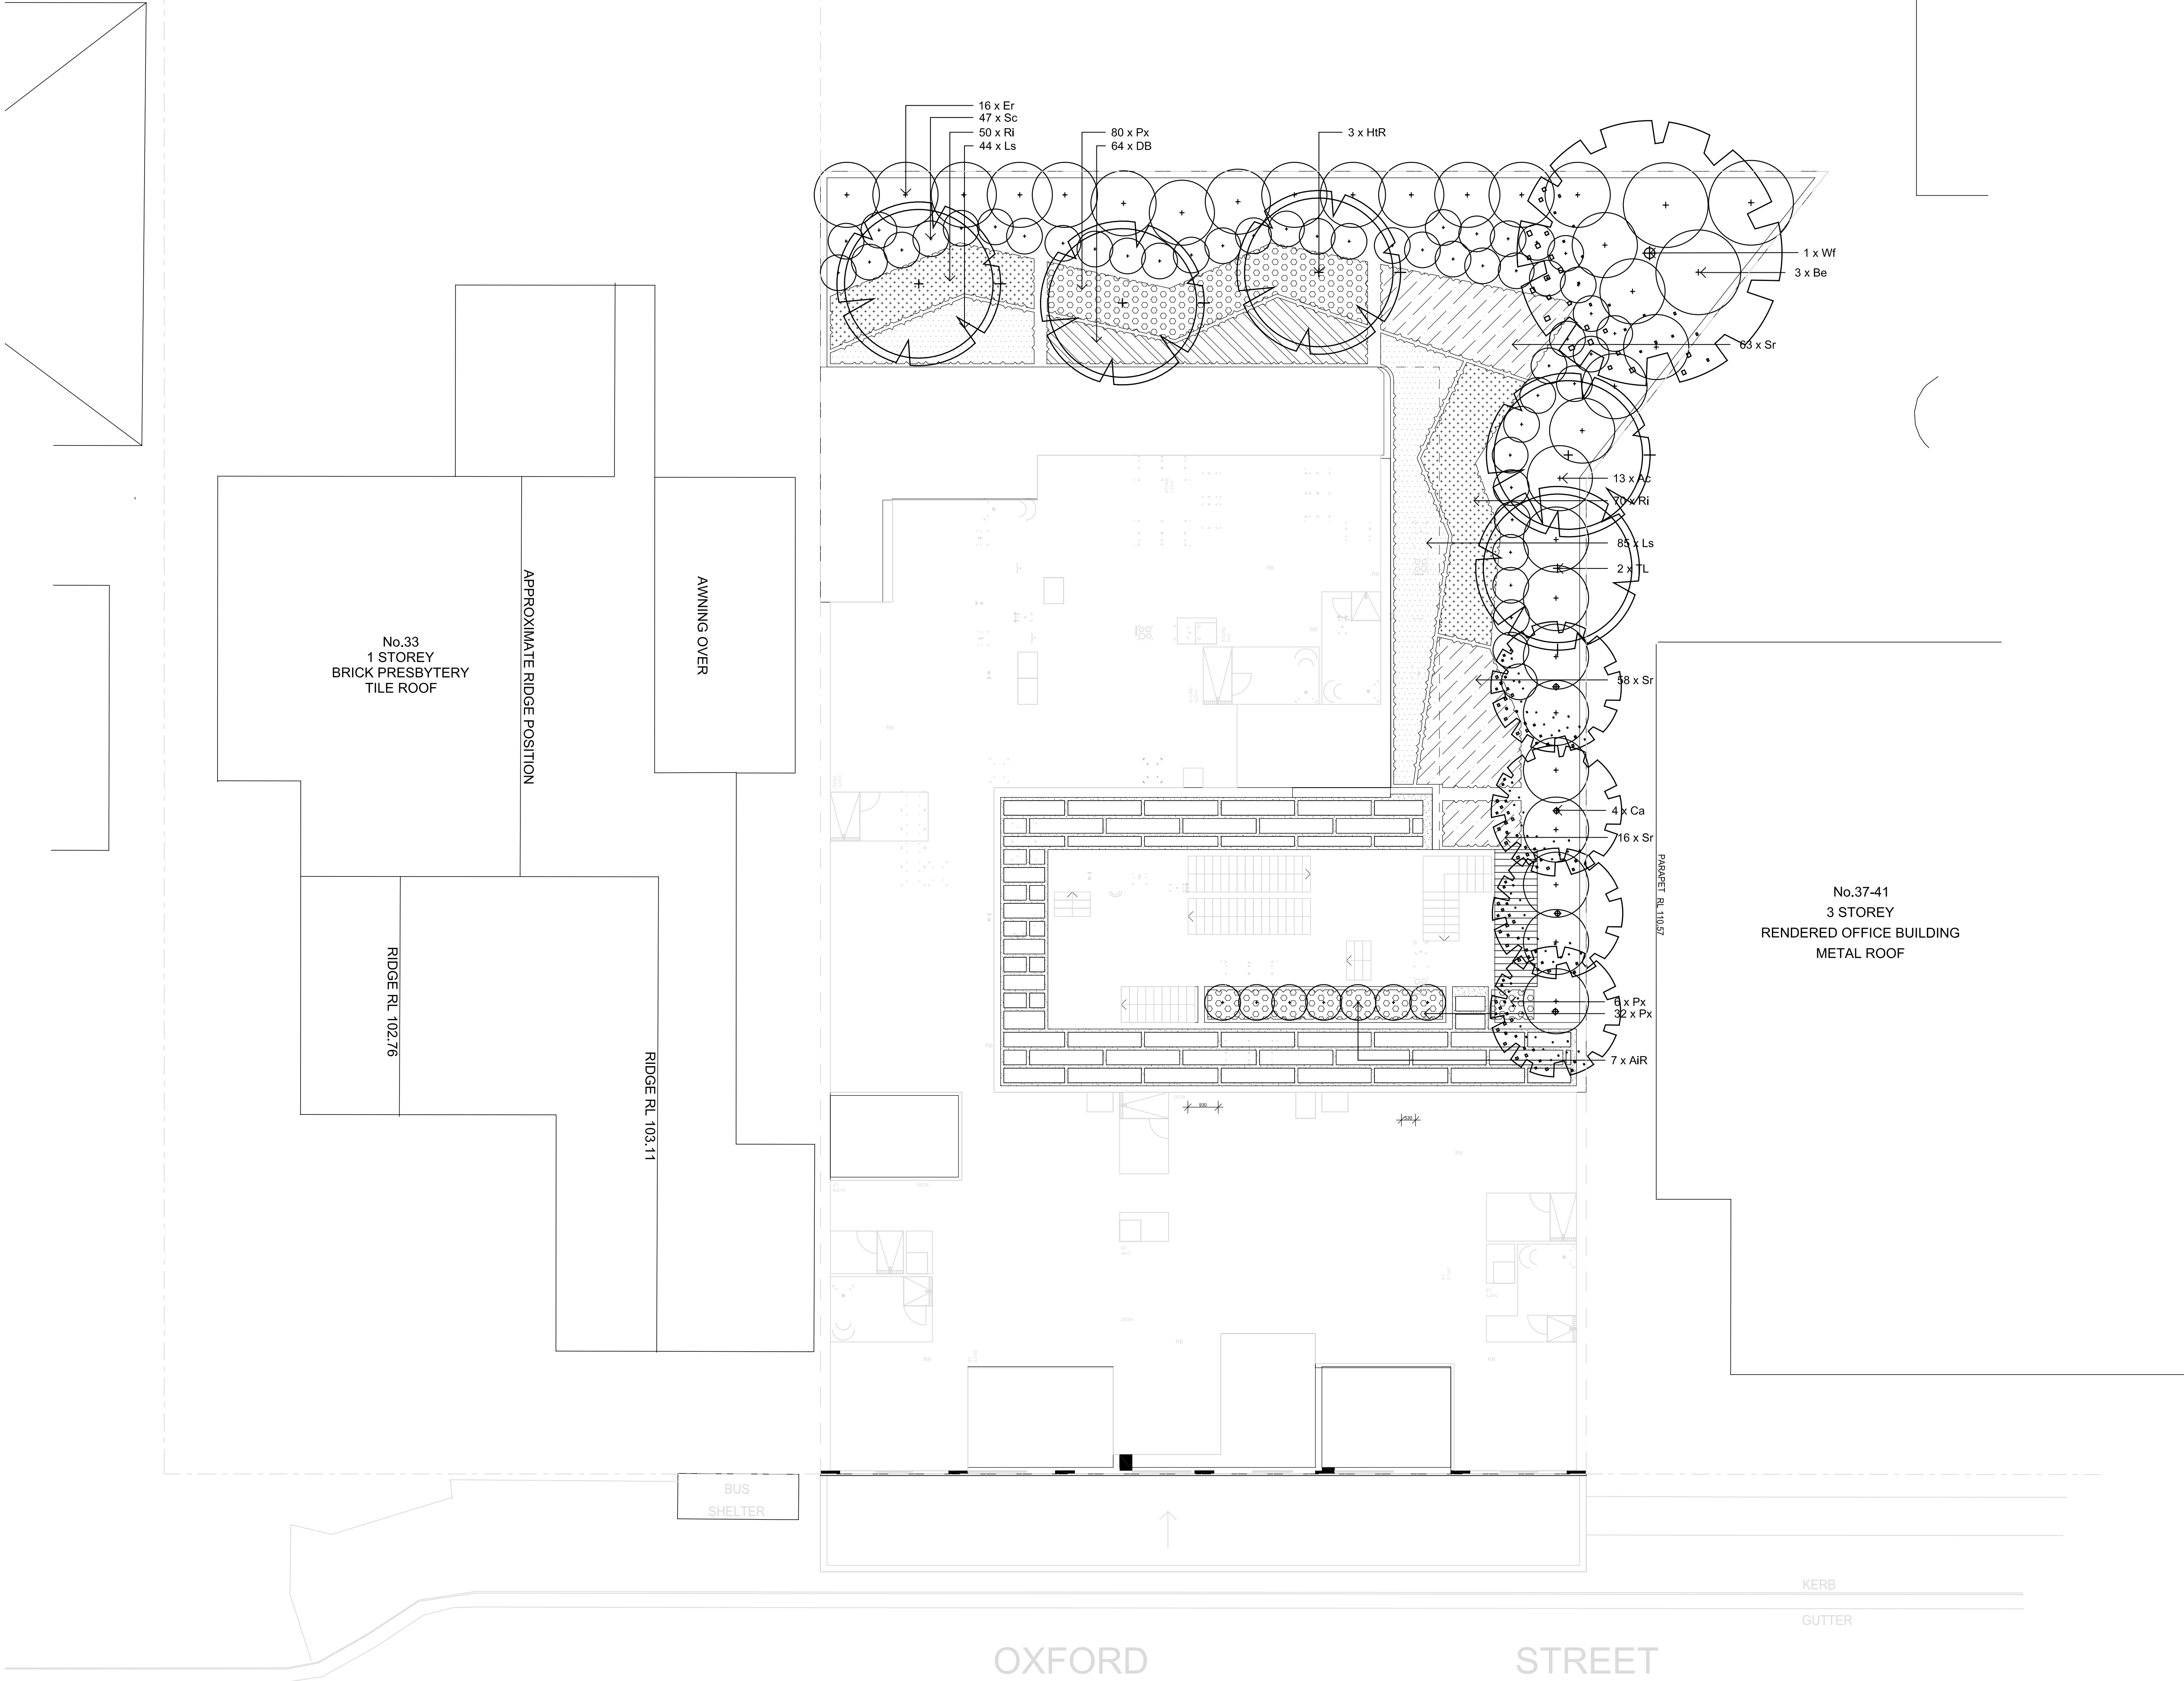 16 x Er
47 x Sc
50 x Ri
44 x Ls
80 x Px
64 x DB
3 x HtR
1 x Wf
3 x Be
63 x Sr
13 x Ac
70 x Ri
85 x Ls
2 x TL
58 x Sr
4 x Ca
16 x Sr
6 x Px
32 x Px
7 x AiR
No.33
1 STOREY
BRICK PRESBYTERY
TILE ROOF
APPROXIMATE RIDGE POSITION
AWNING OVER
RIDGE RL 102.76
RIDGE RL 103.11
PARAPET RL 110.57
No.37-41
3 STOREY
RENDERED OFFICE BUILDING
METAL ROOF
930
530
BUS
SHELTER
KERB
GUTTER
OXFORD STREET